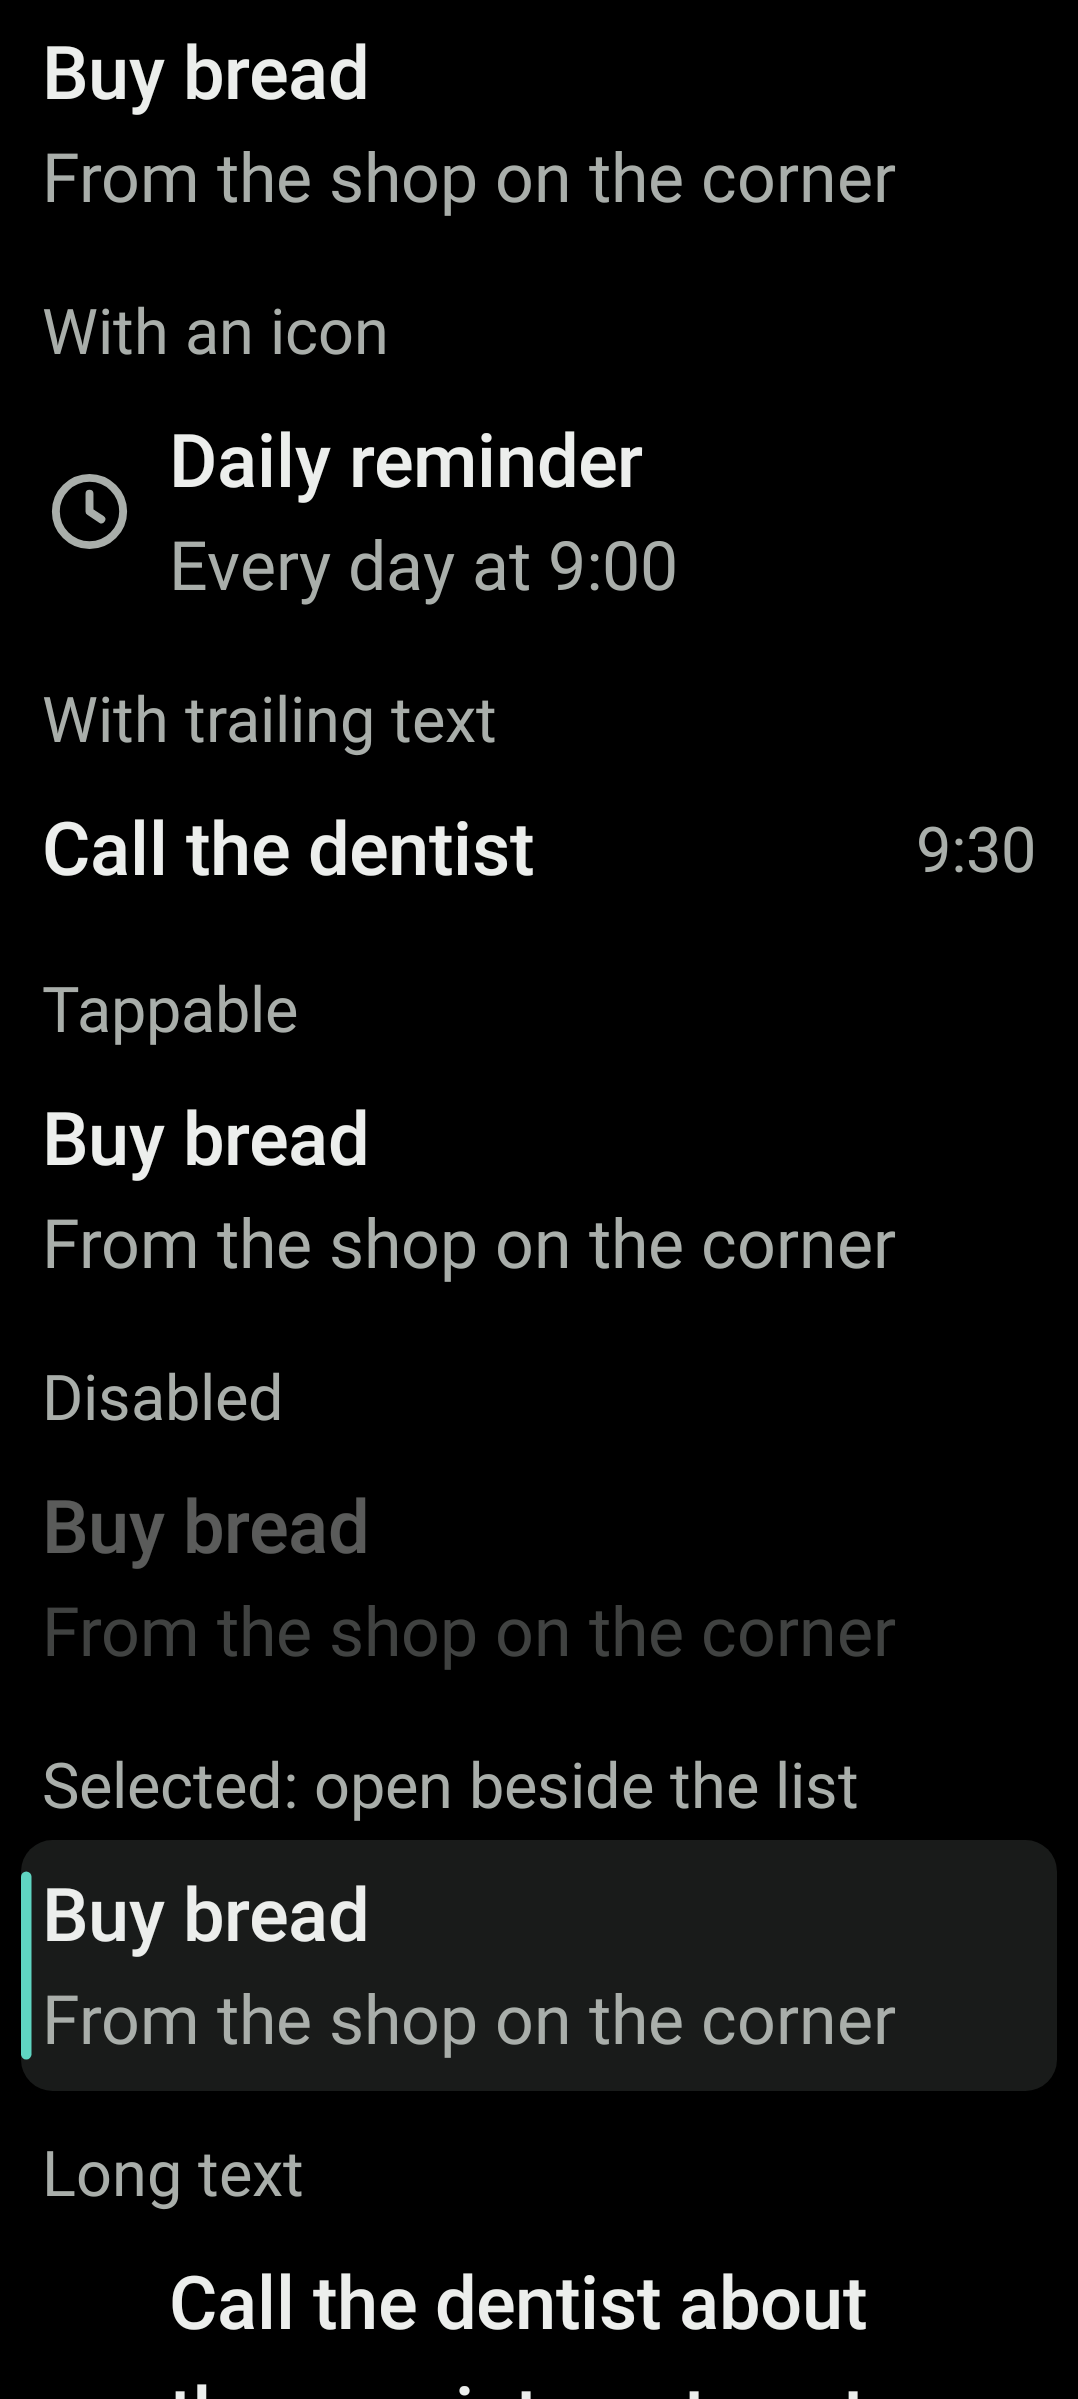 Buy bread
From the shop on the corner
With an icon
Daily reminder
Every day at 9:00
With trailing text
Call the dentist 9:30
Tappable
Buy bread
From the shop on the corner
Disabled
Buy bread
From the shop on the corner
Selected: open beside the list
Buy bread
From the shop on the corner
Long text
Call the dentist about